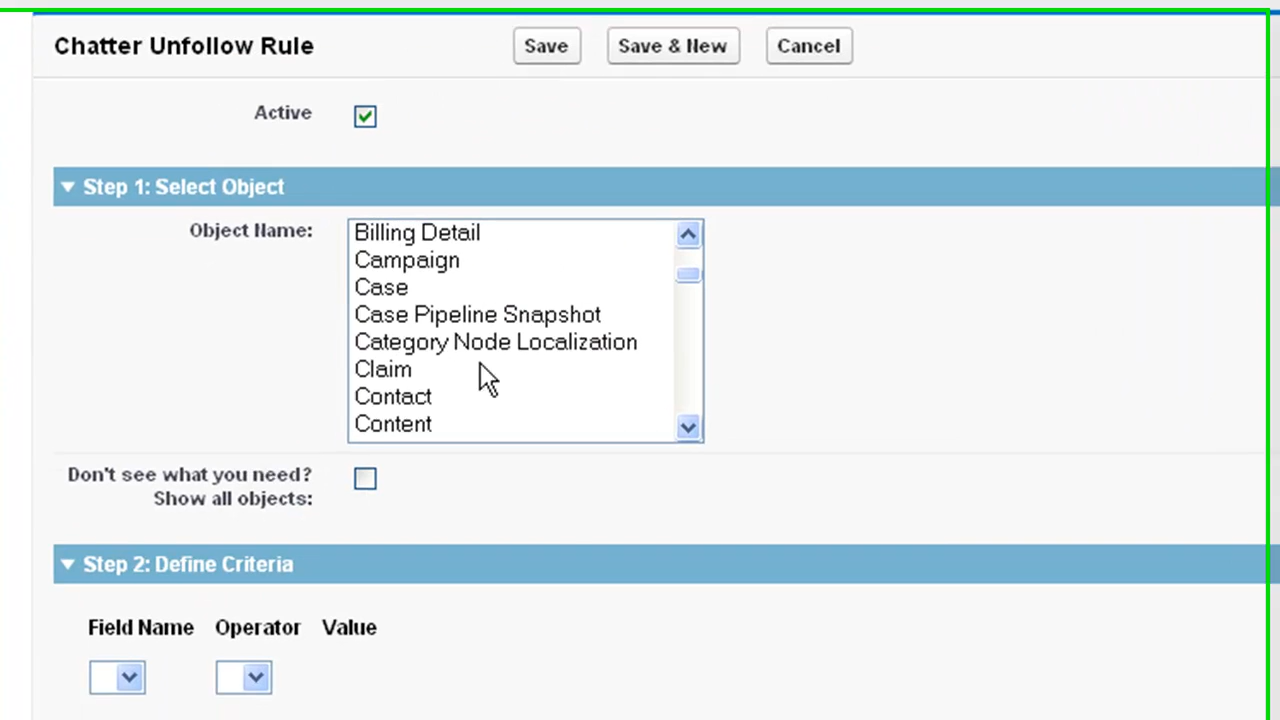 Chatter Unfollow Rule
Save
Save & New
Cancel
Active
Step 1: Select Object
Object Name:
Billing Detail
Campaign
Case
Case Pipeline Snapshot
Category Node Localization
Claim
Contact
Content
Don't see what you need?
Show all objects:
Step 2: Define Criteria
Field Name Operator Value